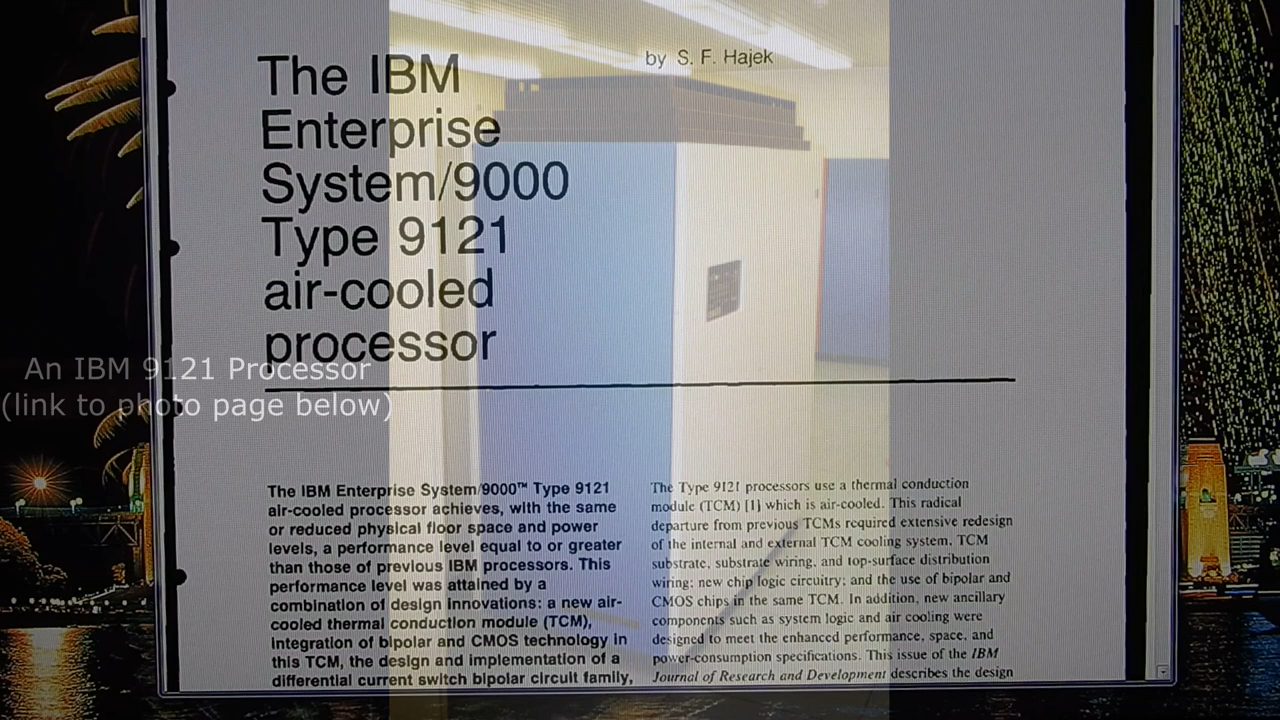 The IBM
Enterprise
System/9000
Type 9121
air-cooled
processor
by S. F. Hajek
An IBM 9121 Processor
(link to photo page below)
The IBM Enterprise System/9000™ Type 9121
air-cooled processor achieves, with the same
or reduced physical floor space and power
levels, a performance level equal to or greater
than those of previous IBM processors. This
performance level was attained by a
combination of design innovations: a new air-
cooled thermal conduction module (TCM),
integration of bipolar and CMOS technology in
this TCM, the design and implementation of a
differential current switch bipolar circuit family,
The Type 9121 processors use a thermal conduction
module (TCM) [1] which is air-cooled. This radical
departure from previous TCMs required extensive redesign
of the internal and external TCM cooling system, TCM
substrate, substrate wiring, and top-surface distribution
wiring; new chip logic circuitry; and the use of bipolar and
CMOS chips in the same TCM. In addition, new ancillary
components such as system logic and air cooling were
designed to meet the enhanced performance, space, and
power-consumption specifications. This issue of the IBM
Journal of Research and Development describes the design